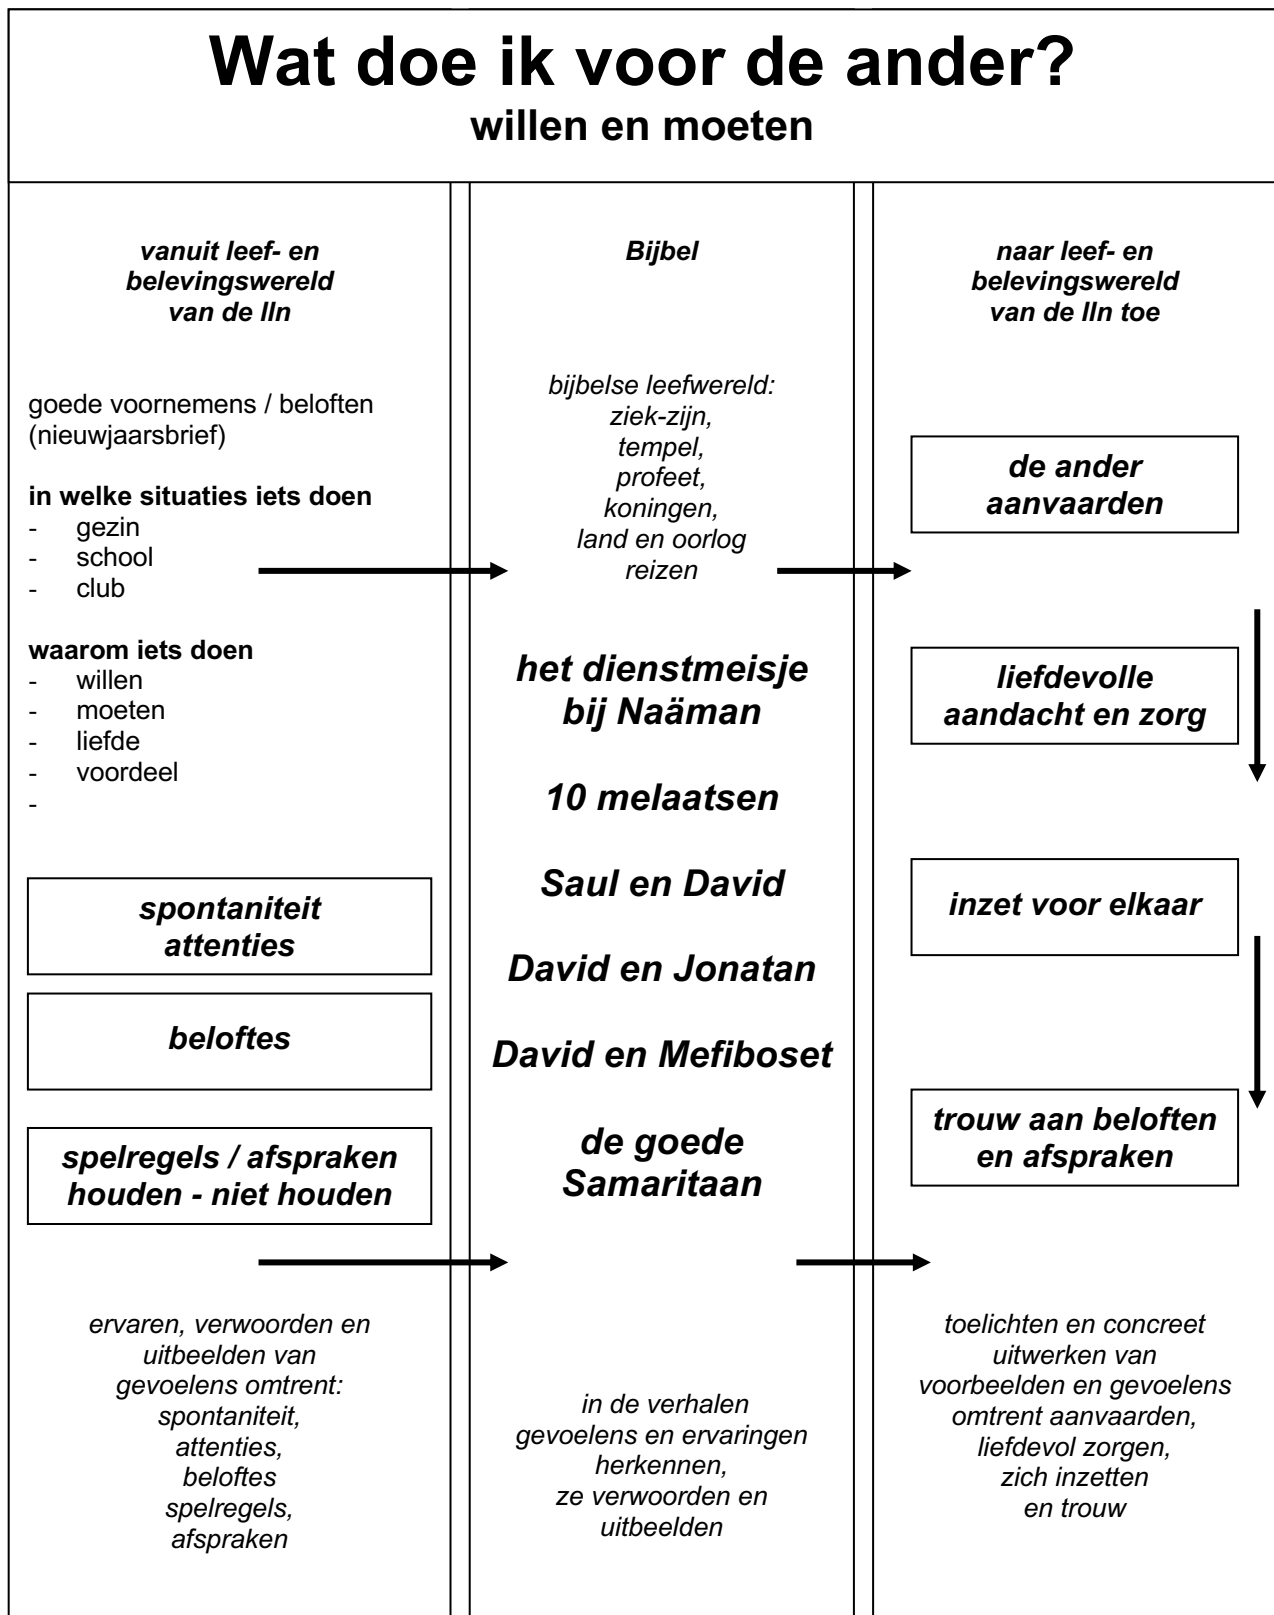 Wat doe ik voor de ander?
willen en moeten
vanuit leef- en
belevingswereld
van de lln
goede voornemens / beloften
(nieuwjaarsbrief)
in welke situaties iets doen
- gezin
- school
- club
waarom iets doen
- willen
- moeten
- liefde
- voordeel
-
spontaniteit
attenties
beloftes
spelregels / afspraken
houden - niet houden
ervaren, verwoorden en
uitbeelden van
gevoelens omtrent:
spontaniteit,
attenties,
beloftes
spelregels,
afspraken
Bijbel
bijbelse leefwereld:
ziek-zijn,
tempel,
profeet,
koningen,
land en oorlog
reizen
het dienstmeisje
bij Naäman
10 melaatsen
Saul en David
David en Jonatan
David en Mefiboset
de goede
Samaritaan
in de verhalen
gevoelens en ervaringen
herkennen,
ze verwoorden en
uitbeelden
naar leef- en
belevingswereld
van de lln toe
de ander
aanvaarden
liefdevolle
aandacht en zorg
inzet voor elkaar
trouw aan beloften
en afspraken
toelichten en concreet
uitwerken van
voorbeelden en gevoelens
omtrent aanvaarden,
liefdevol zorgen,
zich inzetten
en trouw